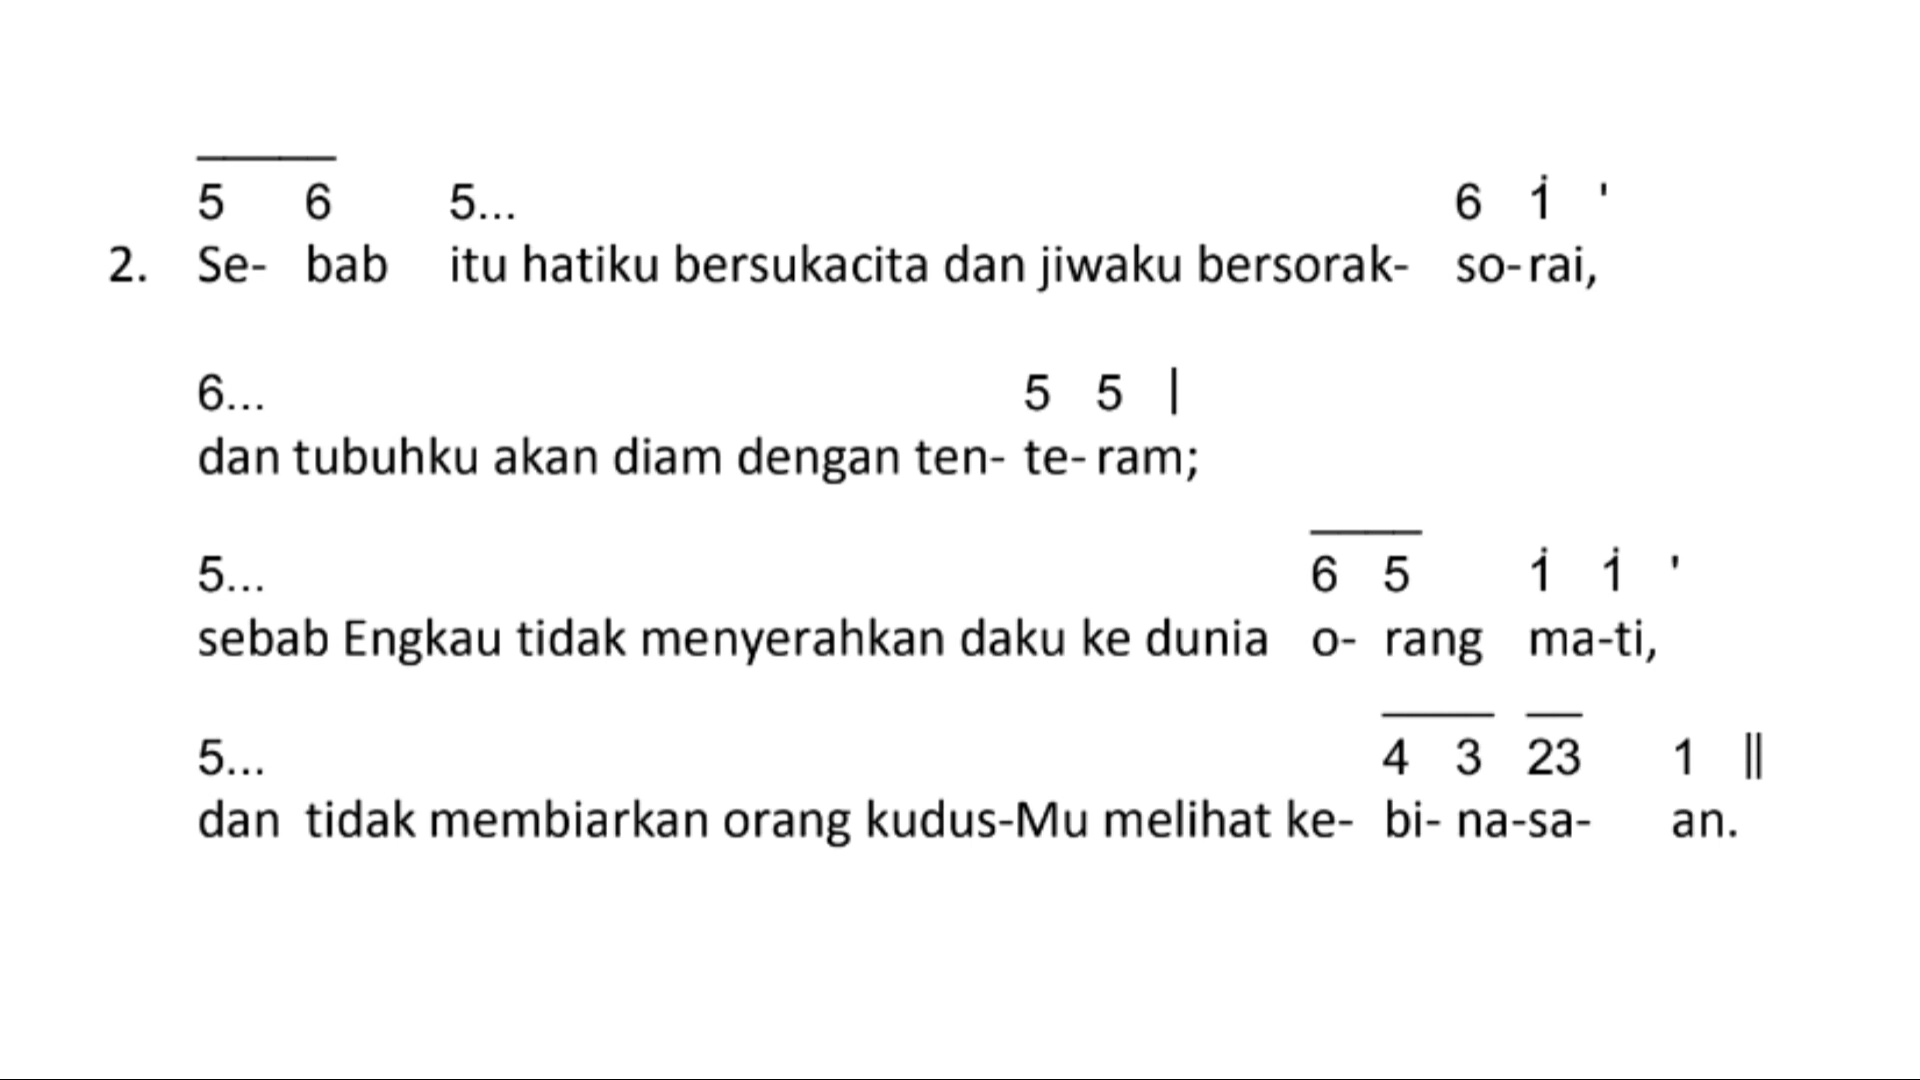 5 6 5... 6 1̇ '
2. Se- bab itu hatiku bersukacita dan jiwaku bersorak- so-rai,
6... 5 5 |
dan tubuhku akan diam dengan ten- te- ram;
5... 6 5 1̇ 1̇ '
sebab Engkau tidak menyerahkan daku ke dunia o- rang ma-ti,
5... 4 3 23 1 ||
dan tidak membiarkan orang kudus-Mu melihat ke- bi- na-sa- an.